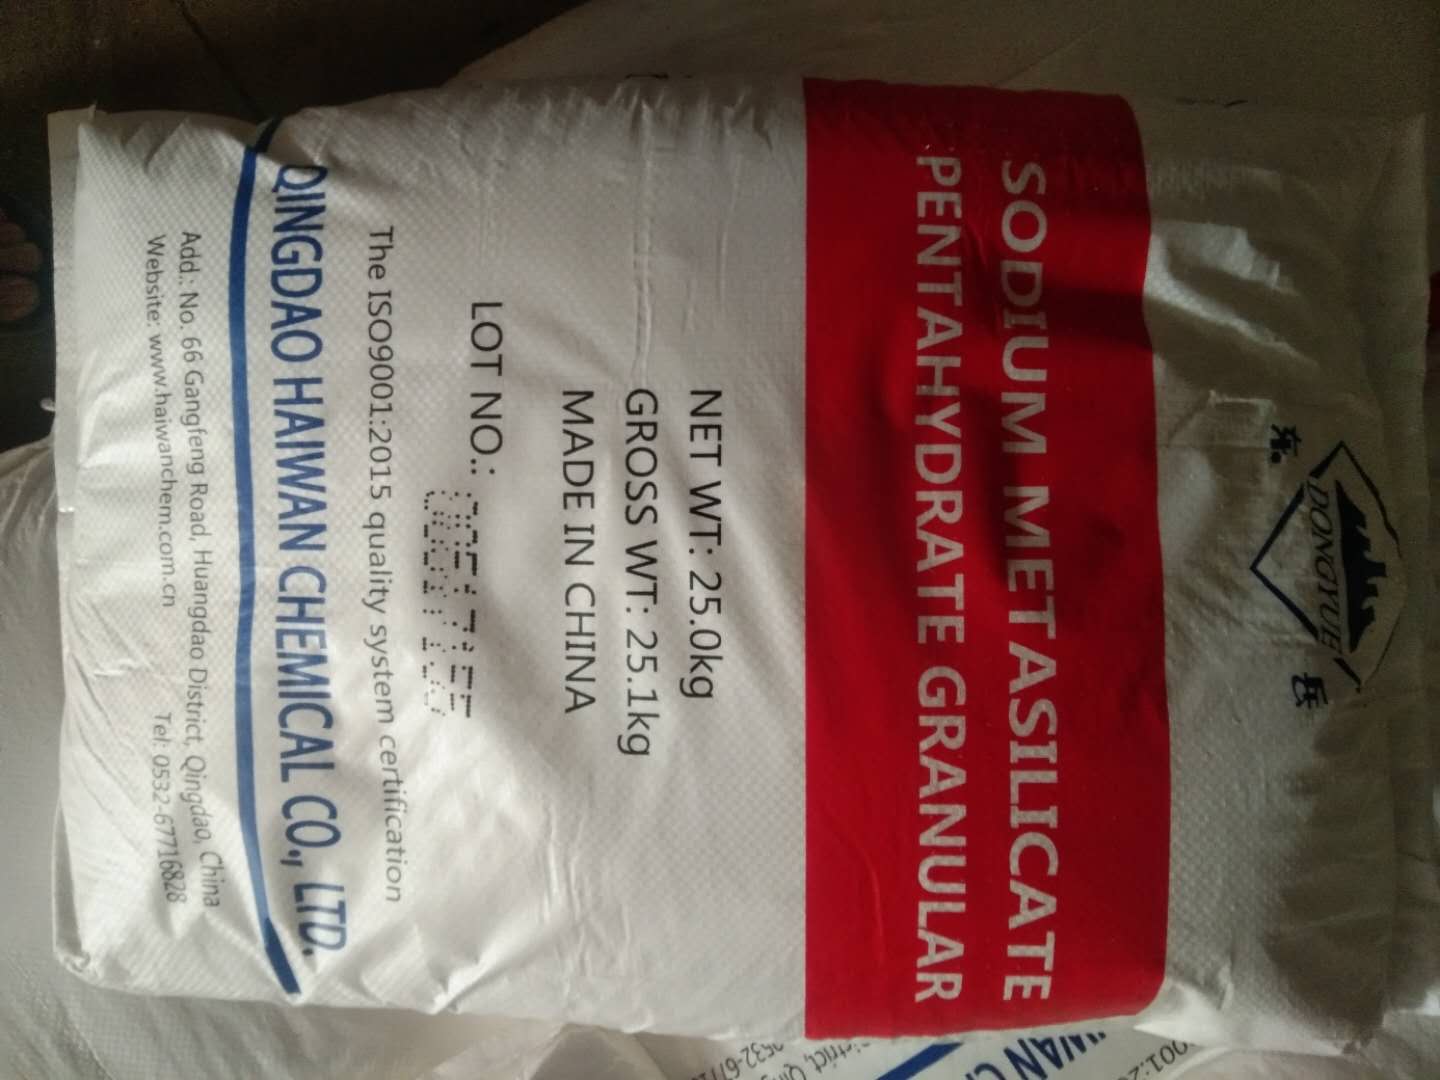 东 DONGYUE 岳
SODIUM METASILICATE
PENTAHYDRATE GRANULAR
NET WT: 25.0kg
GROSS WT: 25.1kg
MADE IN CHINA
LOT NO.:
The ISO9001:2015 quality system certification
QINGDAO HAIWAN CHEMICAL CO., LTD.
Add.: No. 66 Gangfeng Road, Huangdao District, Qingdao, China
Website: www.haiwanchem.com.cn Tel: 0532-67716828